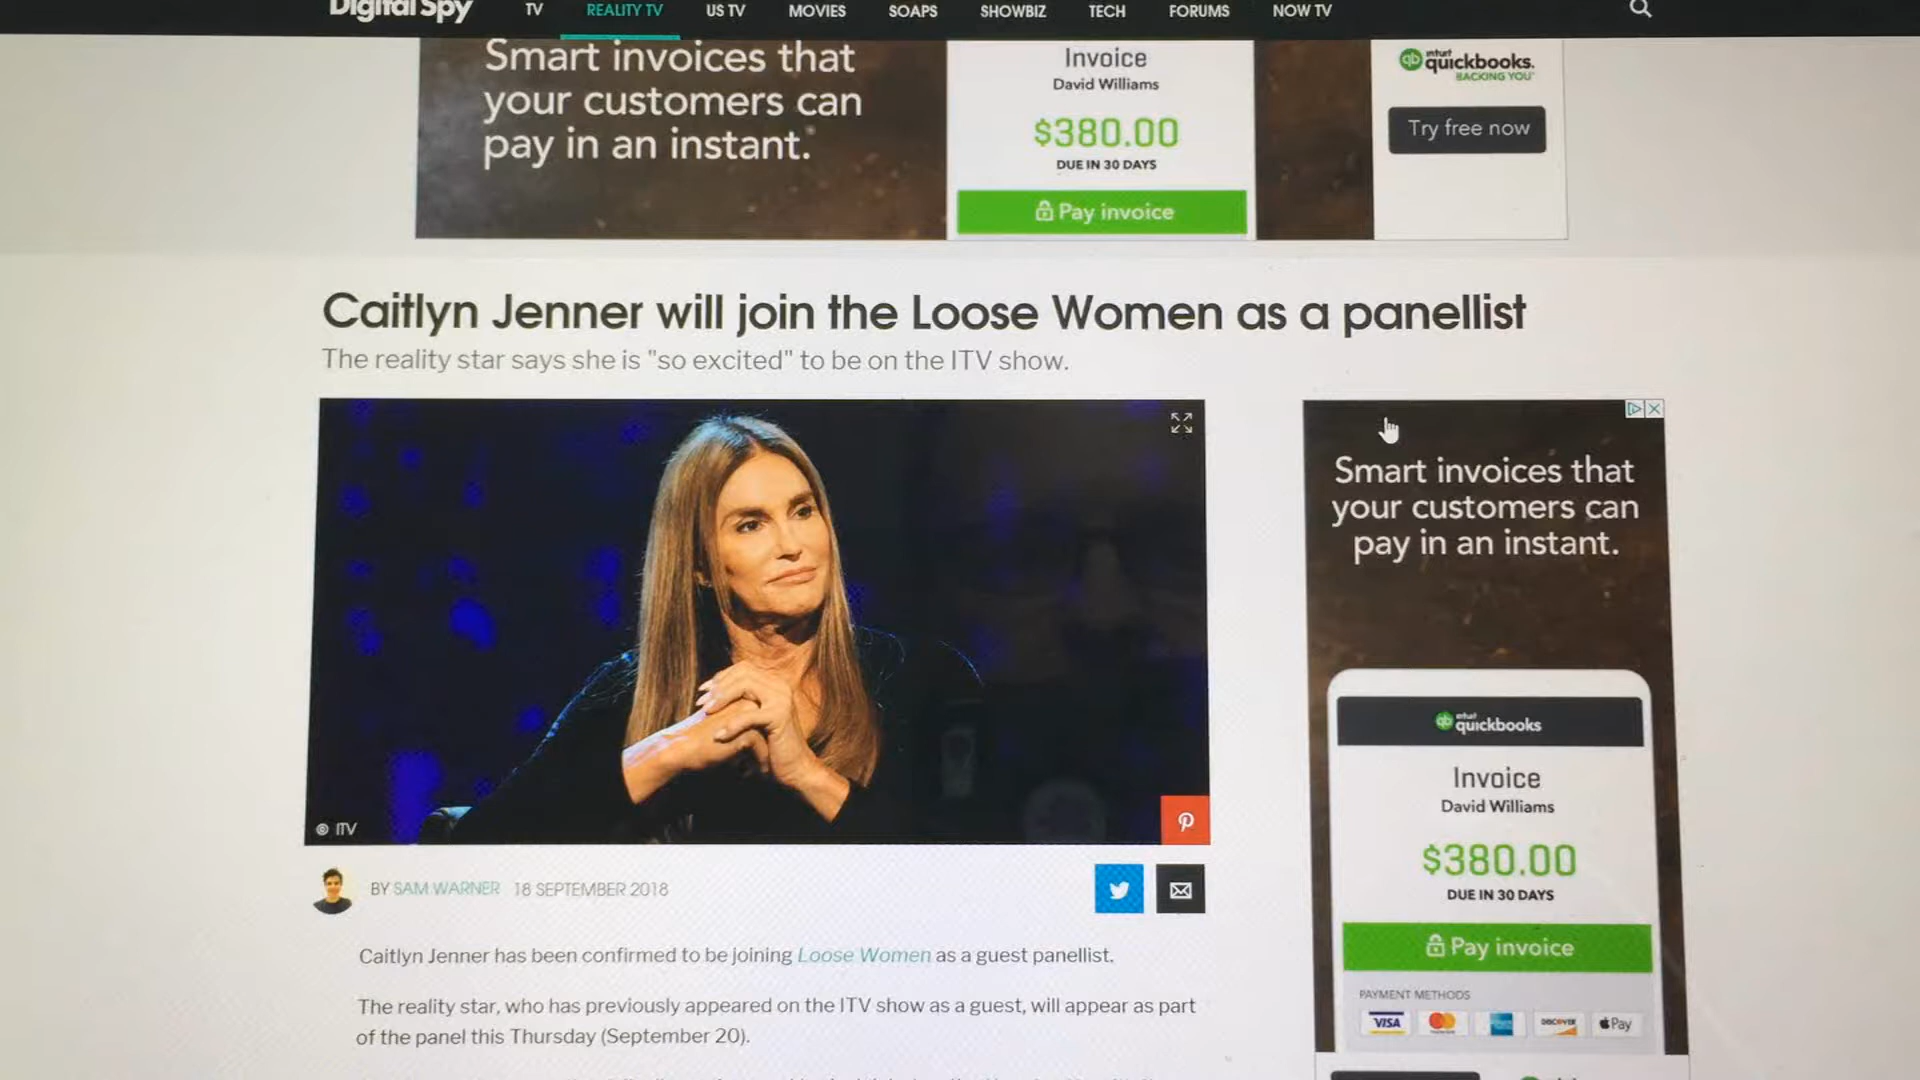 Digital Spy
TV REALITY TV US TV MOVIES SOAPS SHOWBIZ TECH FORUMS NOW TV
Smart invoices that
your customers can
pay in an instant.
Invoice
David Williams
$380.00
DUE IN 30 DAYS
Pay invoice
intuit
quickbooks.
BACKING YOU
Try free now
Caitlyn Jenner will join the Loose Women as a panellist
The reality star says she is "so excited" to be on the ITV show.
© ITV
BY SAM WARNER 18 SEPTEMBER 2018
Caitlyn Jenner has been confirmed to be joining Loose Women as a guest panellist.
The reality star, who has previously appeared on the ITV show as a guest, will appear as part
of the panel this Thursday (September 20).
Smart invoices that
your customers can
pay in an instant.
intuit
quickbooks
Invoice
David Williams
$380.00
DUE IN 30 DAYS
Pay invoice
PAYMENT METHODS
VISA DISCOVER Pay